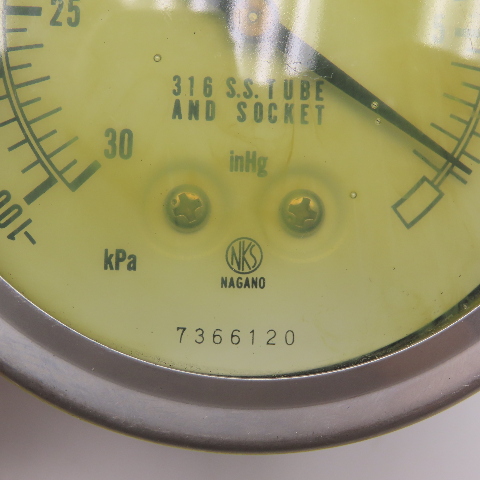 25
316 S.S. TUBE
AND SOCKET
30
inHg
-100
kPa
NKS
NAGANO
7366120